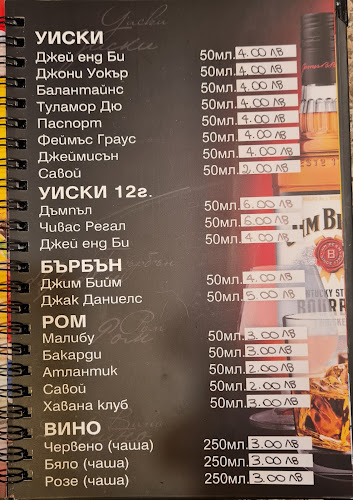 УИСКИ
Джей енд Би 50мл. 4.00 лв
Джони Уокър 50мл. 4.00 лв
Балантайнс 50мл. 4.00 лв
Туламор Дю 50мл. 4.00 лв
Паспорт 50мл. 4.00 лв
Феймъс Граус 50мл. 4.00 лв
Джеймисън 50мл. 4.00 лв
Савой 50мл. 2.00 лв
УИСКИ 12г.
Дъмпъл 50мл. 6.00 лв
Чивас Регал 50мл. 6.00 лв
Джей енд Би 50мл. 4.00 лв
БЪРБЪН
Джим Бийм 50мл. 4.00 лв
Джак Даниелс 50мл. 5.00 лв
РОМ
Малибу 50мл. 3.00 лв
Бакарди 50мл. 3.00 лв
Атлантик 50мл. 2.00 лв
Савой 50мл. 2.00 лв
Хавана клуб 50мл. 3.00 лв
ВИНО
Червено (чаша) 250мл. 3.00 лв
Бяло (чаша) 250мл. 3.00 лв
Розе (чаша) 250мл. 3.00 лв